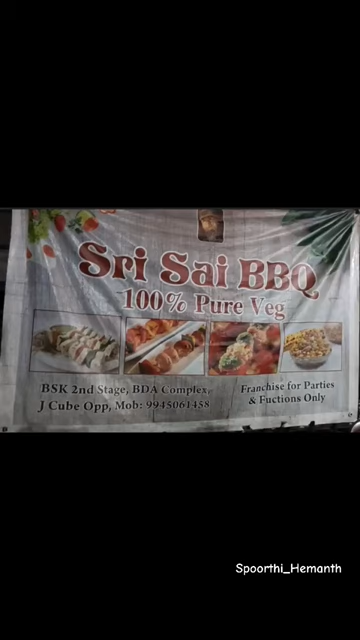 Sri Sai BBQ
100% Pure Veg
BSK 2nd Stage, BDA Complex,
J Cube Opp, Mob: 9945061458
Franchise for Parties
& Fuctions Only
Spoorthi_Hemanth